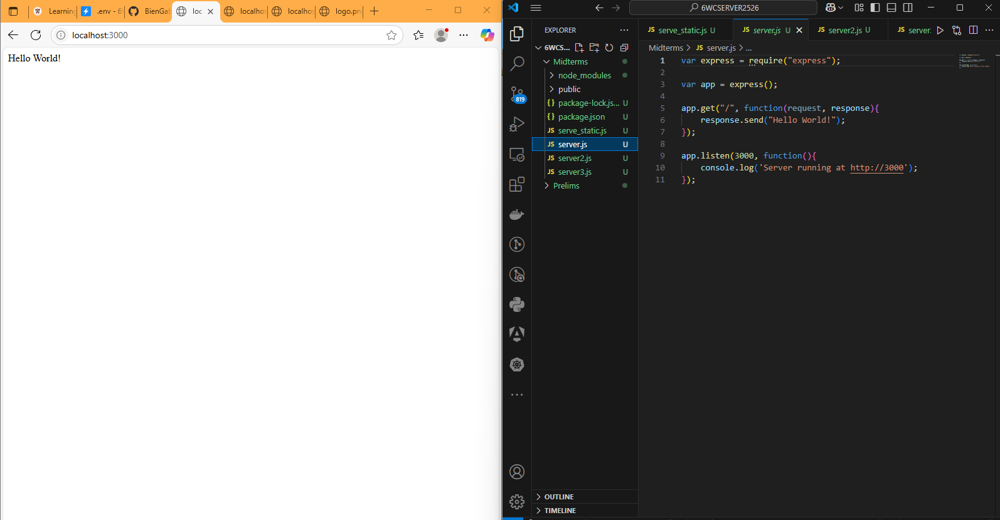 Learning
.env - 6
BienGab
loc
localhos
localhos
logo.pn
localhost:3000
Hello World!
6WCSERVER2526
EXPLORER
6WCS...
Midterms
node_modules
public
package-lock.js... U
package.json U
serve_static.js U
server.js U
server2.js U
server3.js U
Prelims
819
OUTLINE
TIMELINE
JS serve_static.js U
JS server.js U
JS server2.js U
JS server.
Midterms > JS server.js > ...
1 var express = require("express");
2
3 var app = express();
4
5 app.get("/", function(request, response){
6 response.send("Hello World!");
7 });
8
9 app.listen(3000, function(){
10 console.log('Server running at http://3000');
11 });